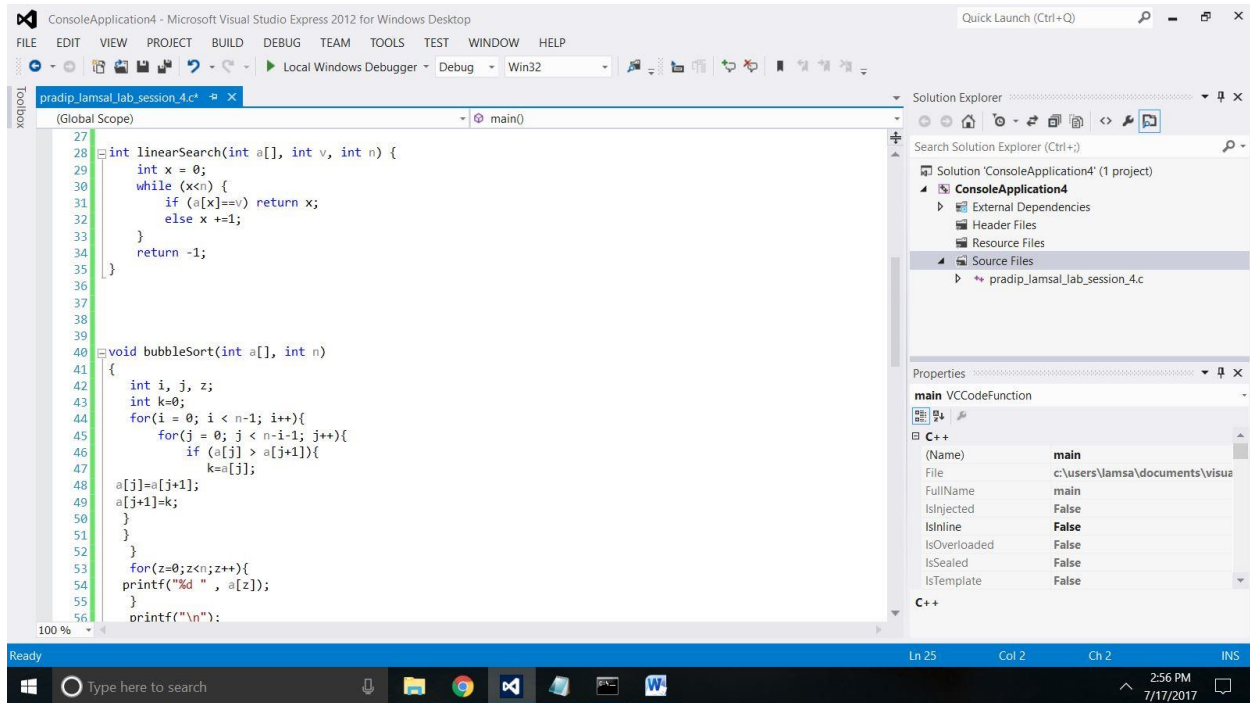 ConsoleApplication4 - Microsoft Visual Studio Express 2012 for Windows Desktop
Quick Launch (Ctrl+Q)
FILE EDIT VIEW PROJECT BUILD DEBUG TEAM TOOLS TEST WINDOW HELP
Local Windows Debugger Debug Win32
Toolbox
pradip_lamsal_lab_session_4.c*
(Global Scope) main()
27
28 int linearSearch(int a[], int v, int n) {
29 int x = 0;
30 while (x<n) {
31 if (a[x]==v) return x;
32 else x +=1;
33 }
34 return -1;
35 }
36
37
38
39
40 void bubbleSort(int a[], int n)
41 {
42 int i, j, z;
43 int k=0;
44 for(i = 0; i < n-1; i++){
45 for(j = 0; j < n-i-1; j++){
46 if (a[j] > a[j+1]){
47 k=a[j];
48 a[j]=a[j+1];
49 a[j+1]=k;
50 }
51 }
52 }
53 for(z=0;z<n;z++){
54 printf("%d " , a[z]);
55 }
56 printf("\n");
100 %
Solution Explorer
Search Solution Explorer (Ctrl+;)
Solution 'ConsoleApplication4' (1 project)
ConsoleApplication4
External Dependencies
Header Files
Resource Files
Source Files
pradip_lamsal_lab_session_4.c
Properties
main VCCodeFunction
C++
(Name) main
File c:\users\lamsa\documents\visua
FullName main
IsInjected False
IsInline False
IsOverloaded False
IsSealed False
IsTemplate False
C++
Ready Ln 25 Col 2 Ch 2 INS
Type here to search
2:56 PM
7/17/2017